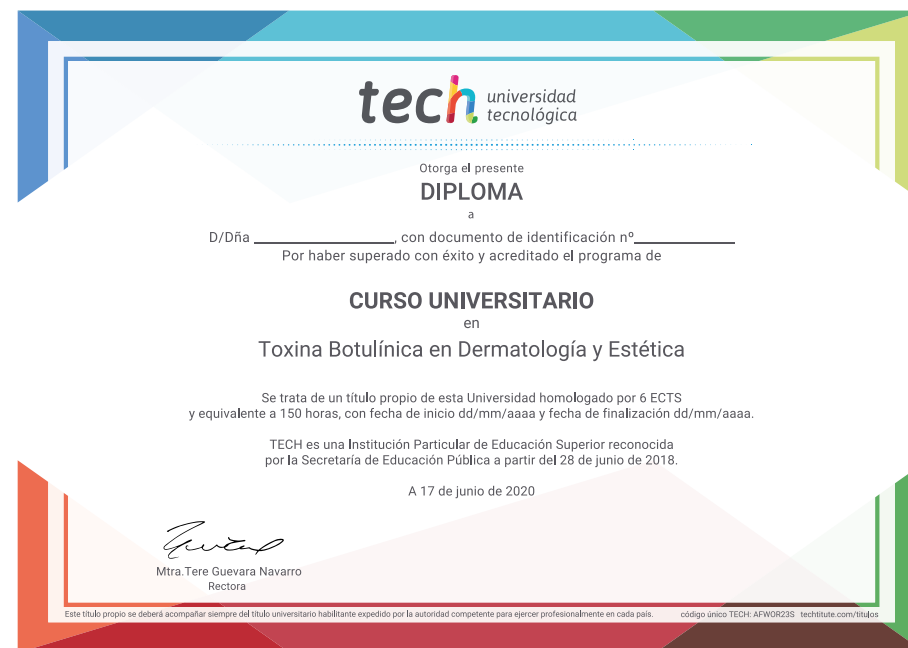 tech universidad
tecnológica
Otorga el presente
DIPLOMA
a
D/Dña ____________________, con documento de identificación nº______________
Por haber superado con éxito y acreditado el programa de
CURSO UNIVERSITARIO
en
Toxina Botulínica en Dermatología y Estética
Se trata de un título propio de esta Universidad homologado por 6 ECTS
y equivalente a 150 horas, con fecha de inicio dd/mm/aaaa y fecha de finalización dd/mm/aaaa.
TECH es una Institución Particular de Educación Superior reconocida
por la Secretaría de Educación Pública a partir del 28 de junio de 2018.
A 17 de junio de 2020
Mtra.Tere Guevara Navarro
Rectora
Este título propio se deberá acompañar siempre del título universitario habilitante expedido por la autoridad competente para ejercer profesionalmente en cada país. código único TECH: AFWOR23S techtitute.com/titulos